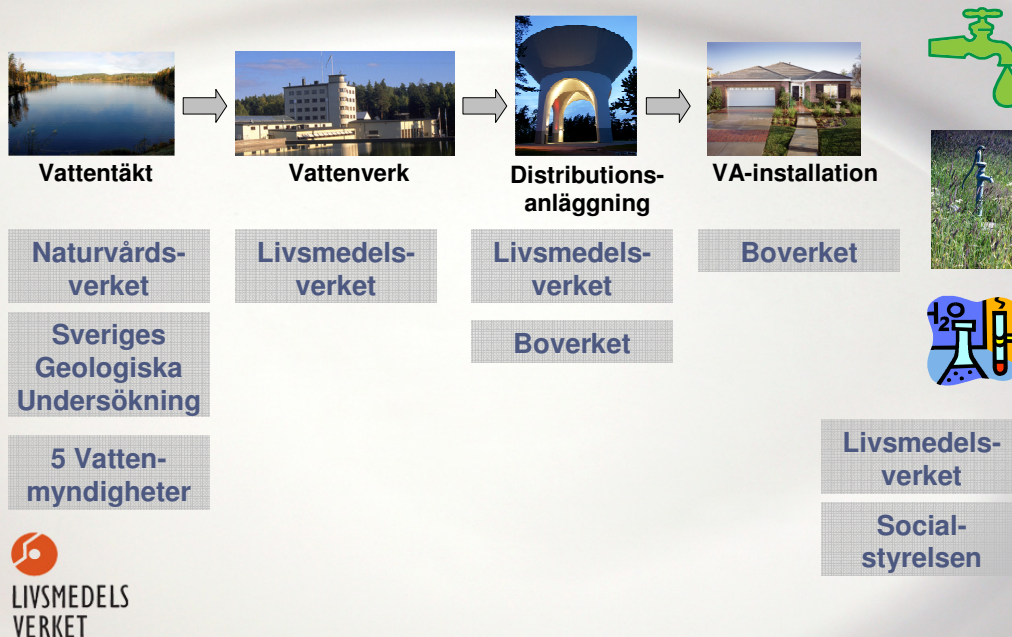 Vattentäkt
Vattenverk
Distributions-
anläggning
VA-installation
Naturvårds-
verket
Sveriges
Geologiska
Undersökning
5 Vatten-
myndigheter
Livsmedels-
verket
Livsmedels-
verket
Boverket
Boverket
H2O
Livsmedels-
verket
Social-
styrelsen
LIVSMEDELS
VERKET